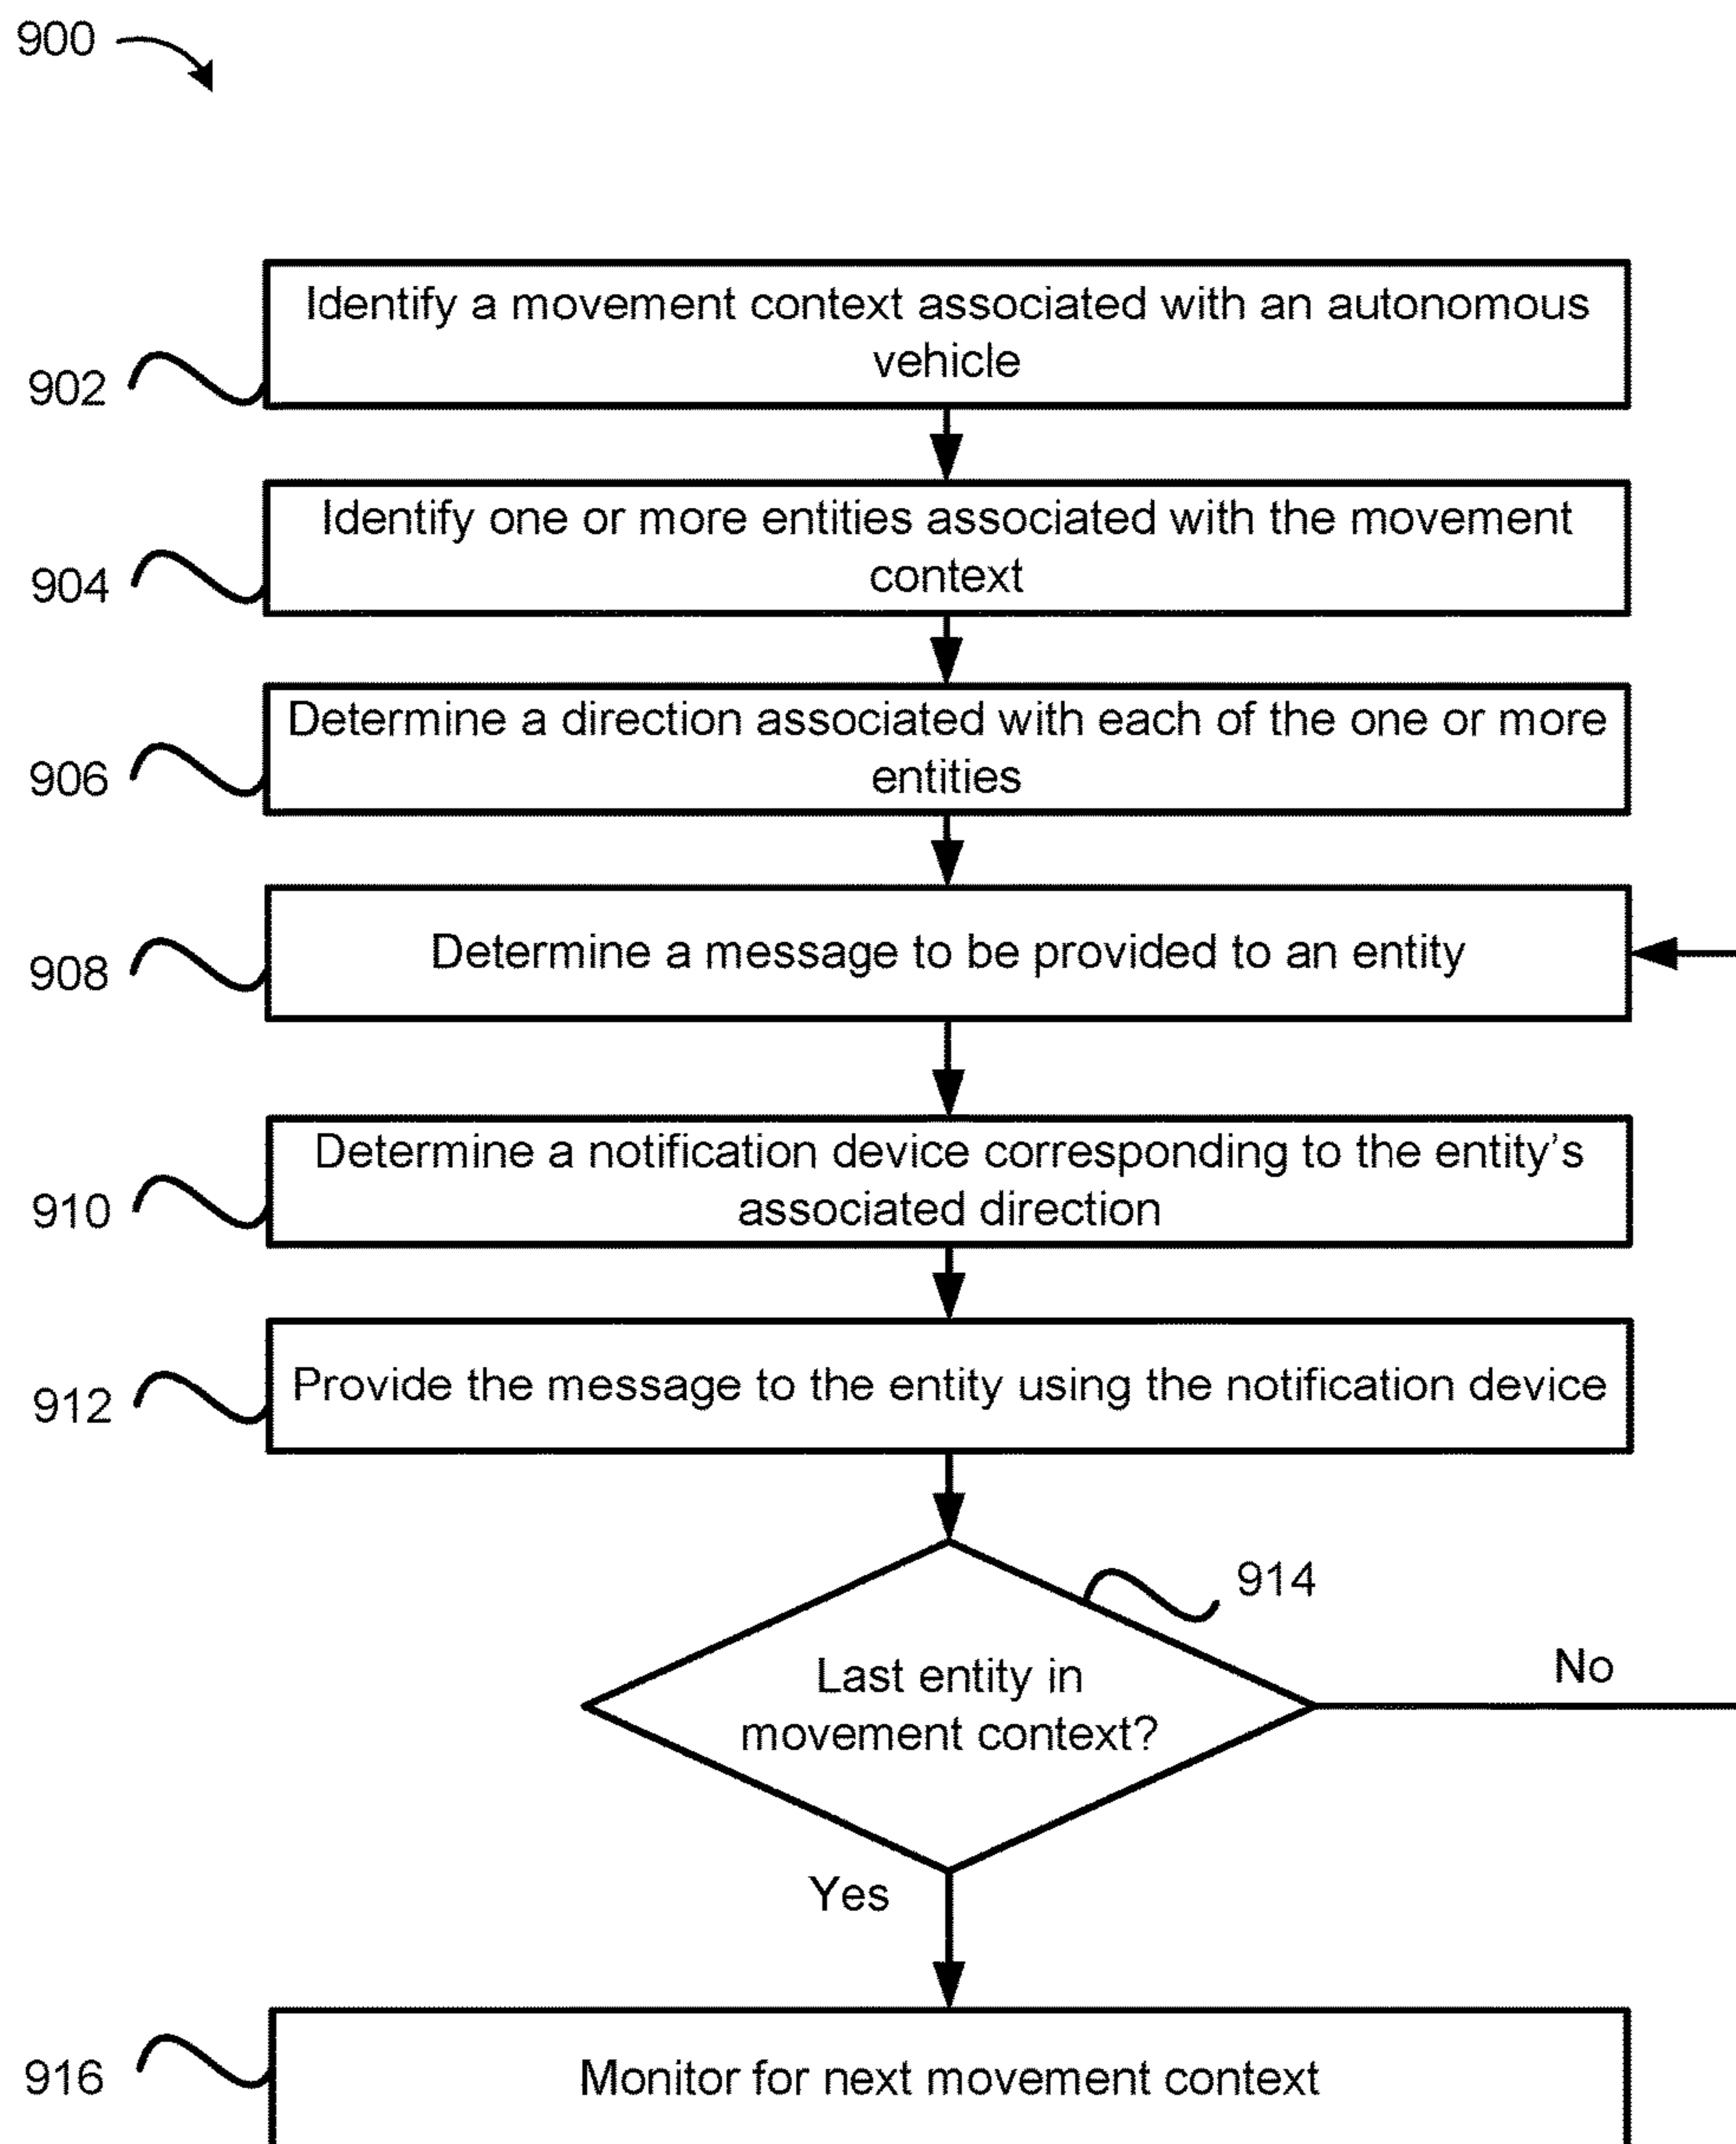 900
Identify a movement context associated with an autonomous
vehicle
902
Identify one or more entities associated with the movement
context
904
Determine a direction associated with each of the one or more
entities
906
Determine a message to be provided to an entity
908
Determine a notification device corresponding to the entity’s
associated direction
910
Provide the message to the entity using the notification device
912
914
Last entity in
movement context?
No
Yes
Monitor for next movement context
916